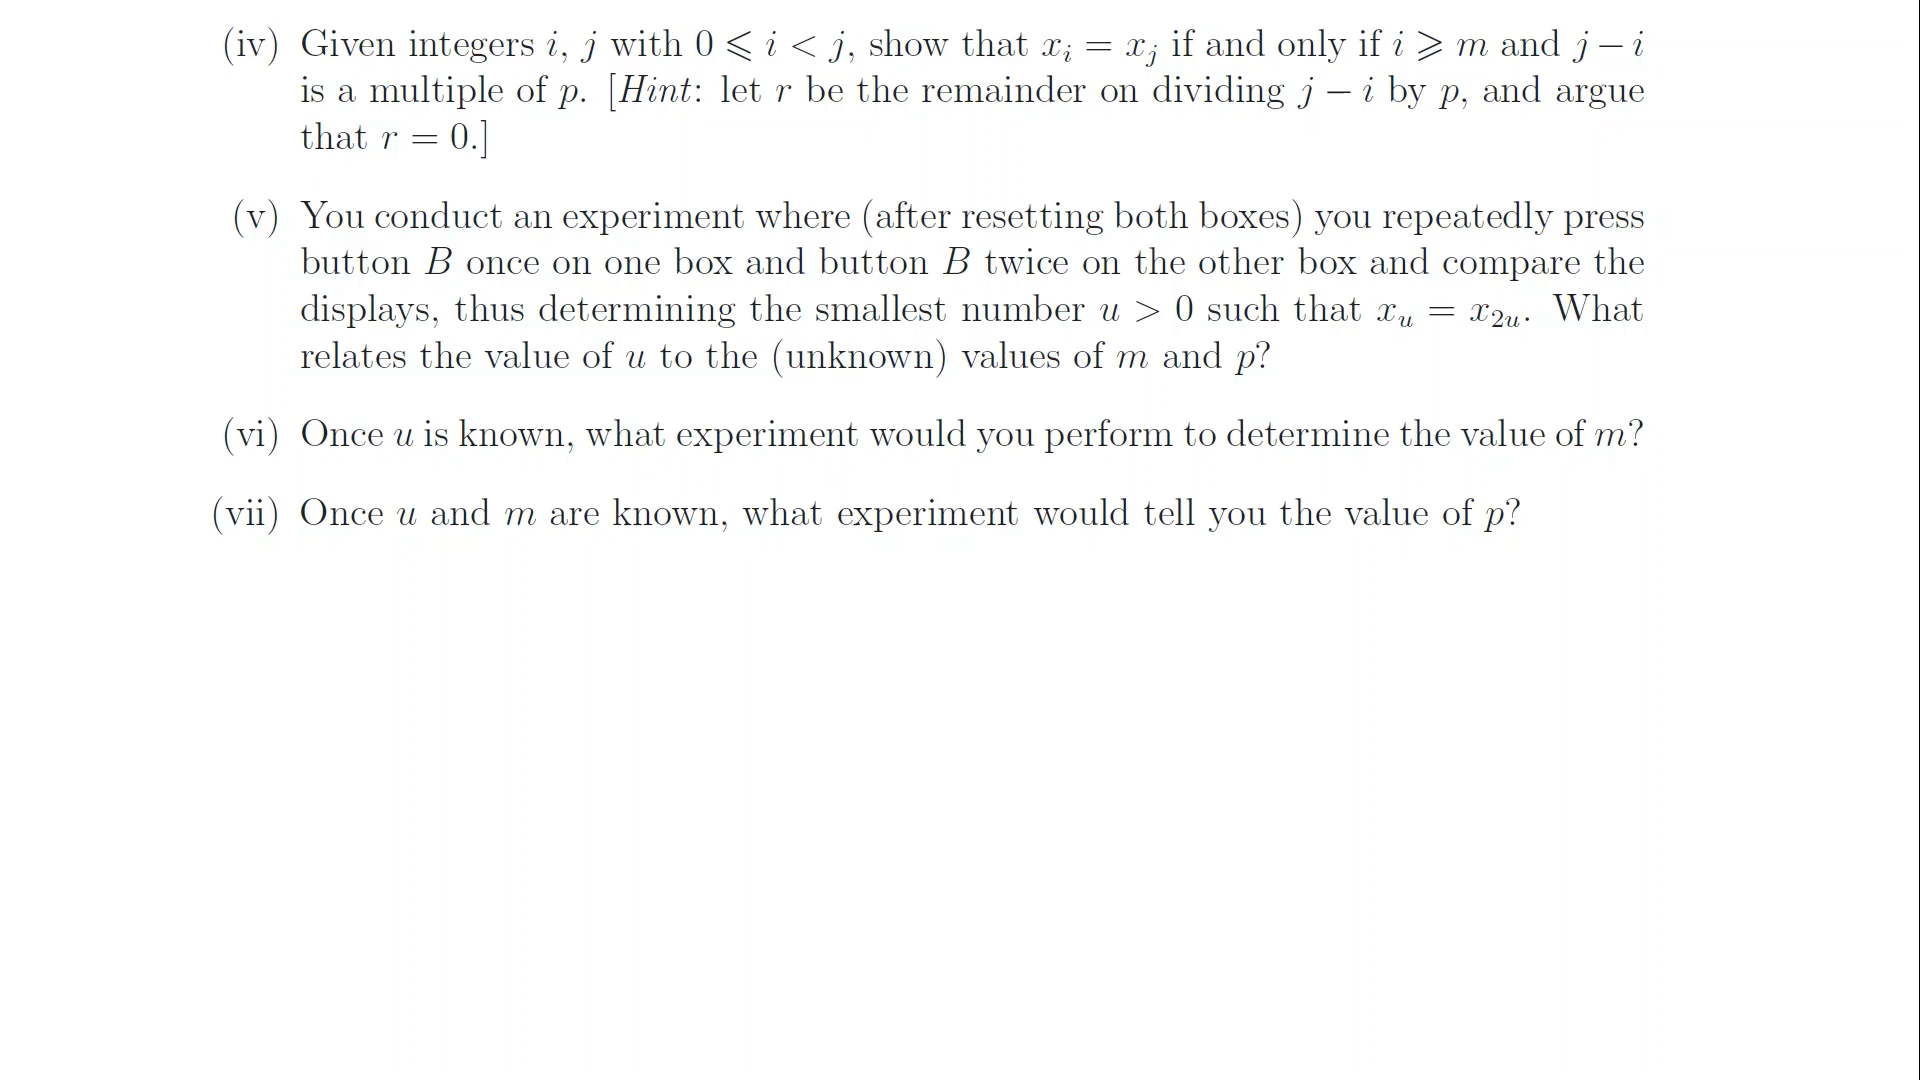 (iv) Given integers i, j with 0 ⩽ i < j, show that xᵢ = xⱼ if and only if i ⩾ m and j − i
is a multiple of p. [Hint: let r be the remainder on dividing j − i by p, and argue
that r = 0.]
(v) You conduct an experiment where (after resetting both boxes) you repeatedly press
button B once on one box and button B twice on the other box and compare the
displays, thus determining the smallest number u > 0 such that xᵤ = x₂ᵤ. What
relates the value of u to the (unknown) values of m and p?
(vi) Once u is known, what experiment would you perform to determine the value of m?
(vii) Once u and m are known, what experiment would tell you the value of p?